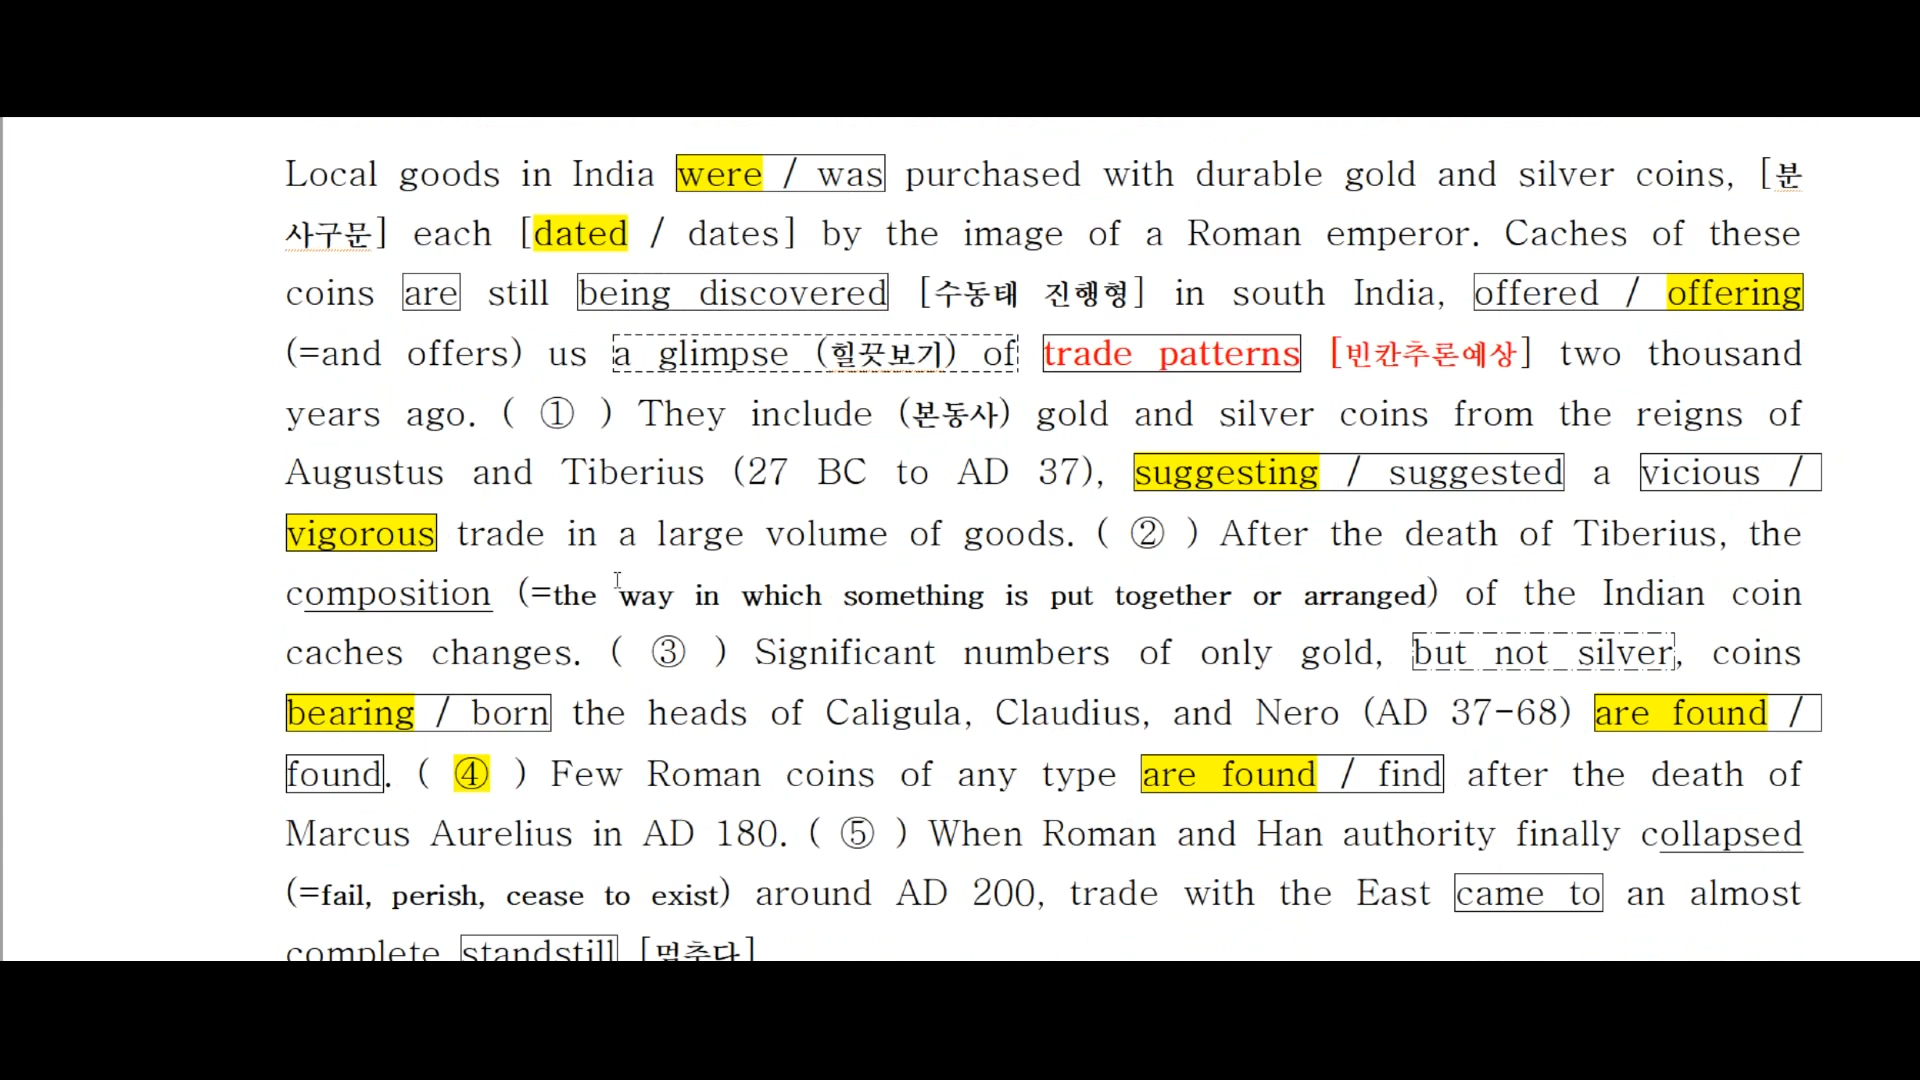 Local goods in India were / was purchased with durable gold and silver coins, [분
사구문] each [dated / dates] by the image of a Roman emperor. Caches of these
coins are still being discovered [수동태 진행형] in south India, offered / offering
(=and offers) us a glimpse (힐끗보기) of trade patterns [빈칸추론예상] two thousand
years ago. ( ① ) They include (본동사) gold and silver coins from the reigns of
Augustus and Tiberius (27 BC to AD 37), suggesting / suggested a vicious /
vigorous trade in a large volume of goods. ( ② ) After the death of Tiberius, the
composition (=the way in which something is put together or arranged) of the Indian coin
caches changes. ( ③ ) Significant numbers of only gold, but not silver, coins
bearing / born the heads of Caligula, Claudius, and Nero (AD 37-68) are found /
found. ( ④ ) Few Roman coins of any type are found / find after the death of
Marcus Aurelius in AD 180. ( ⑤ ) When Roman and Han authority finally collapsed
(=fail, perish, cease to exist) around AD 200, trade with the East came to an almost
complete standstill [멈추다]